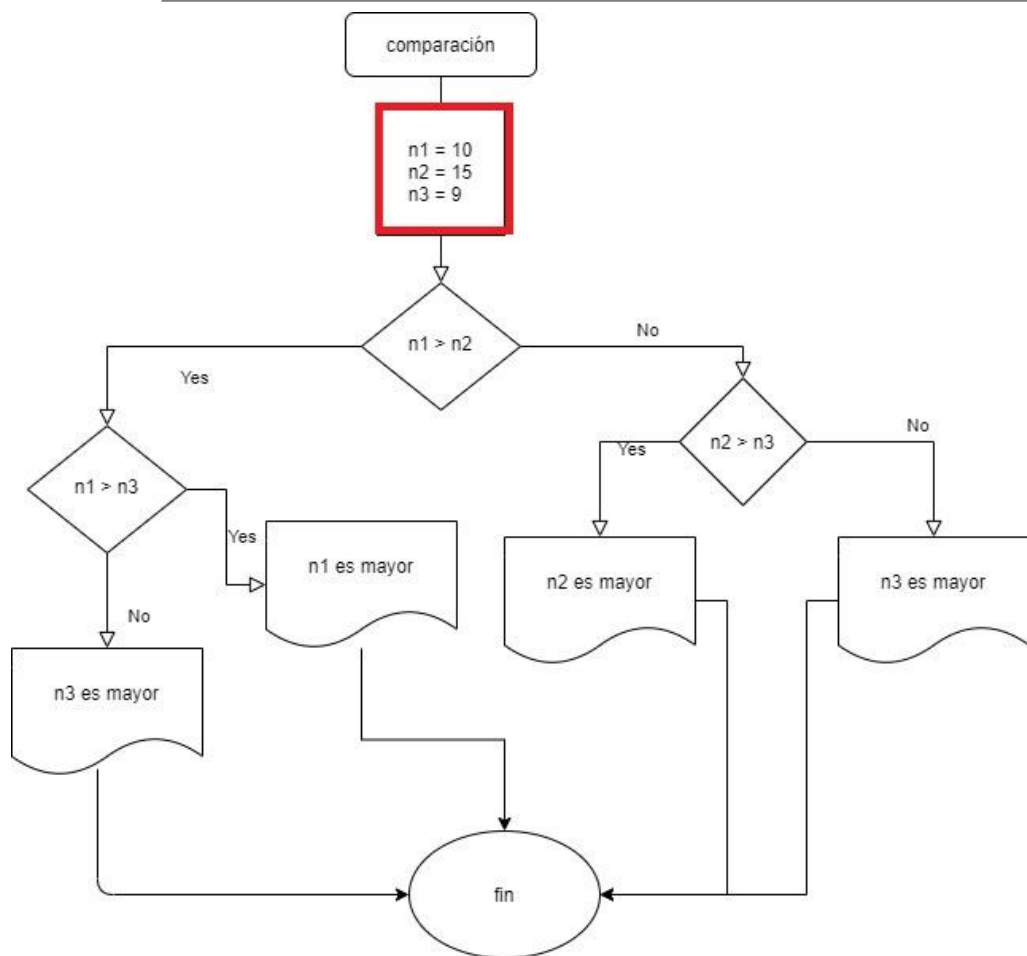 comparación
n1 = 10
n2 = 15
n3 = 9
n1 > n2
No
Yes
n2 > n3
No
Yes
n1 > n3
Yes
n1 es mayor
n2 es mayor
n3 es mayor
No
n3 es mayor
fin